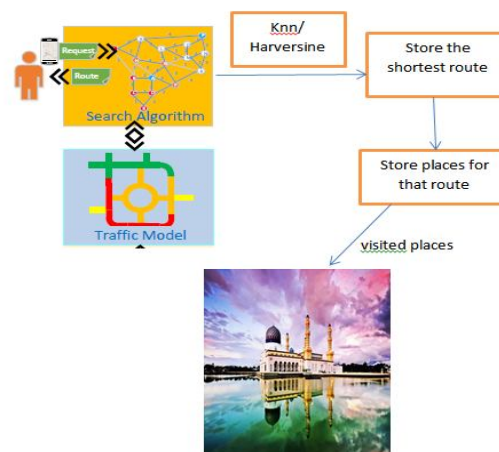 Knn/
Harversine
Request
Route
Search Algorithm
Store the
shortest route
Store places for
that route
Traffic Model
visited places